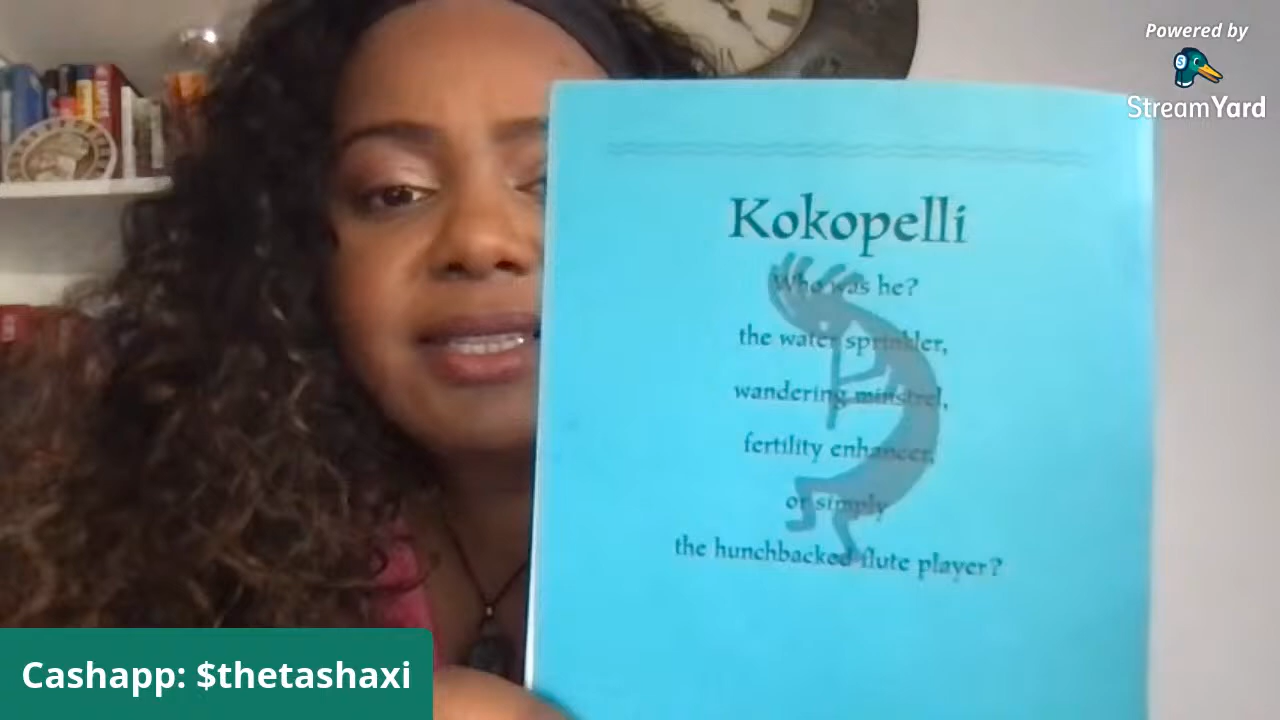 Powered by
StreamYard
Kokopelli
Who was he?
the water sprinkler,
wandering minstrel,
fertility enhancer,
or simply
the hunchbacked flute player?
Cashapp: $thetashaxi